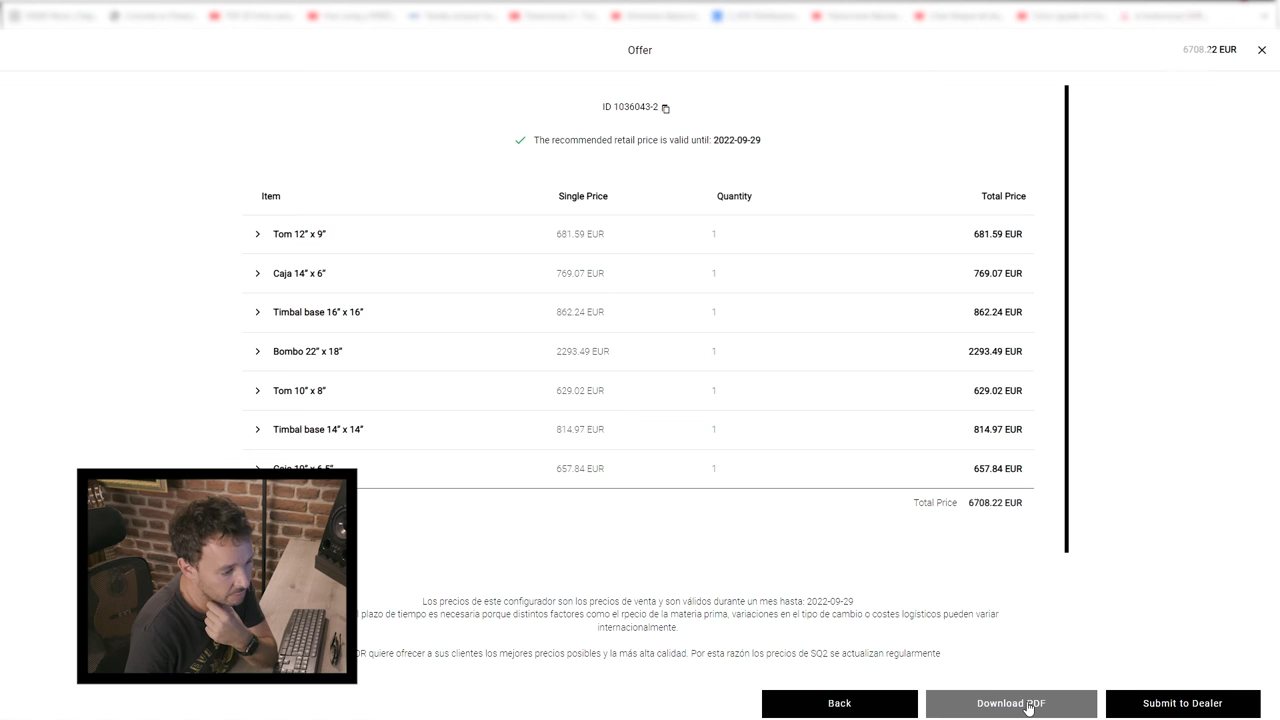 Offer
6708.22 EUR
ID 1036043-2
The recommended retail price is valid until: 2022-09-29
Item Single Price Quantity Total Price
Tom 12" x 9" 681.59 EUR 1 681.59 EUR
Caja 14" x 6" 769.07 EUR 1 769.07 EUR
Timbal base 16" x 16" 862.24 EUR 1 862.24 EUR
Bombo 22" x 18" 2293.49 EUR 1 2293.49 EUR
Tom 10" x 8" 629.02 EUR 1 629.02 EUR
Timbal base 14" x 14" 814.97 EUR 1 814.97 EUR
657.84 EUR 1 657.84 EUR
Total Price 6708.22 EUR
Los precios de este configurador son los precios de venta y son válidos durante un mes hasta: 2022-09-29
plazo de tiempo es necesaria porque distintos factores como el rpecio de la materia prima, variaciones en el tipo de cambio o costes logísticos pueden variar
internacionalmente.
quiere ofrecer a sus clientes los mejores precios posibles y la más alta calidad. Por esta razón los precios de SQ2 se actualizan regularmente
Back Download PDF Submit to Dealer